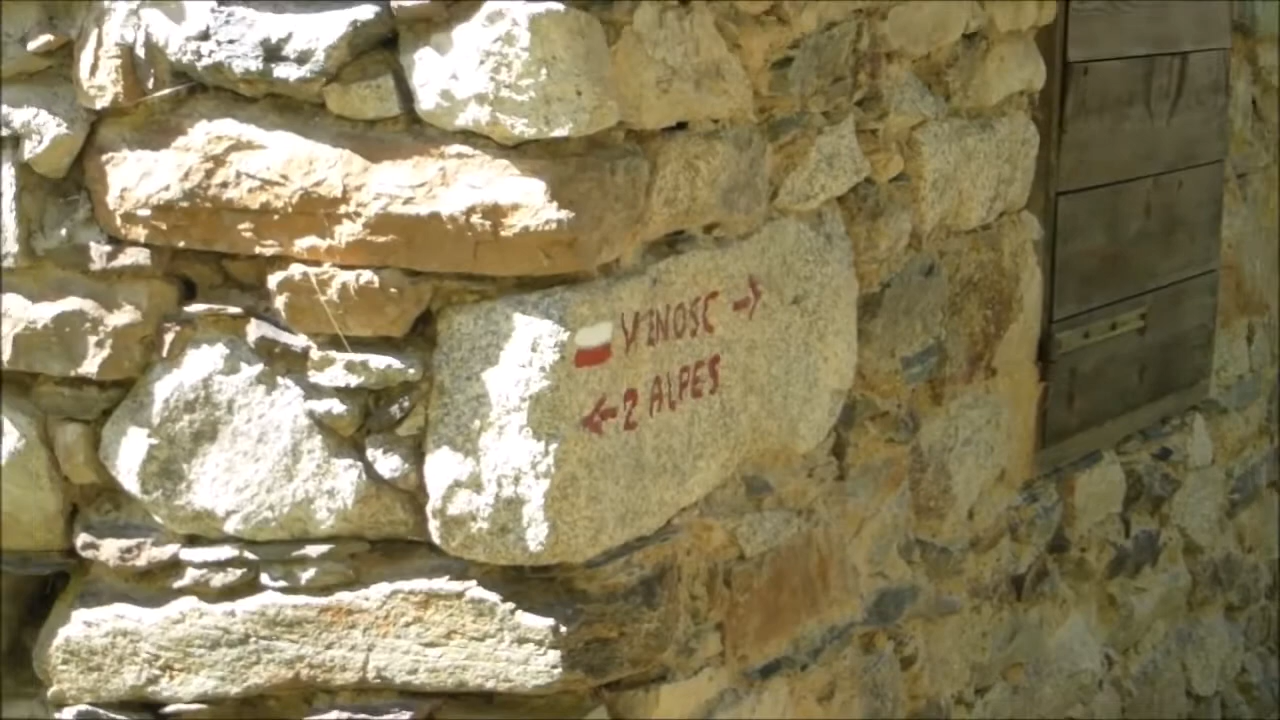 VENOSC →
← 2 ALPES